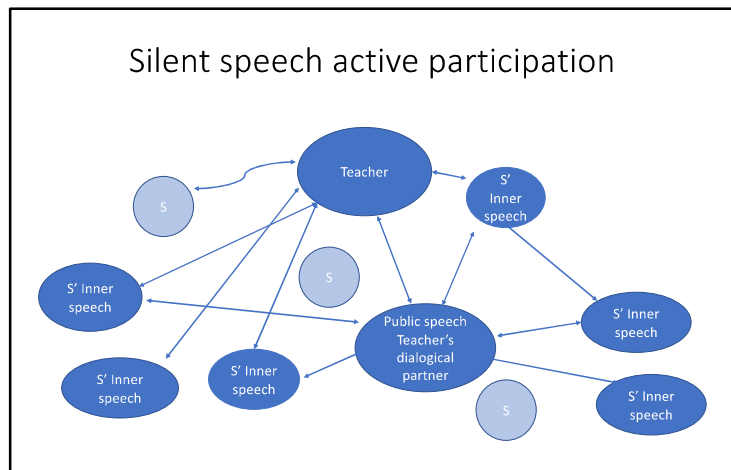 Silent speech active participation
Teacher
S'
Inner
speech
S
S
S' Inner
speech
Public speech
Teacher's
dialogical
partner
S' Inner
speech
S' Inner
speech
S' Inner
speech
S' Inner
speech
S